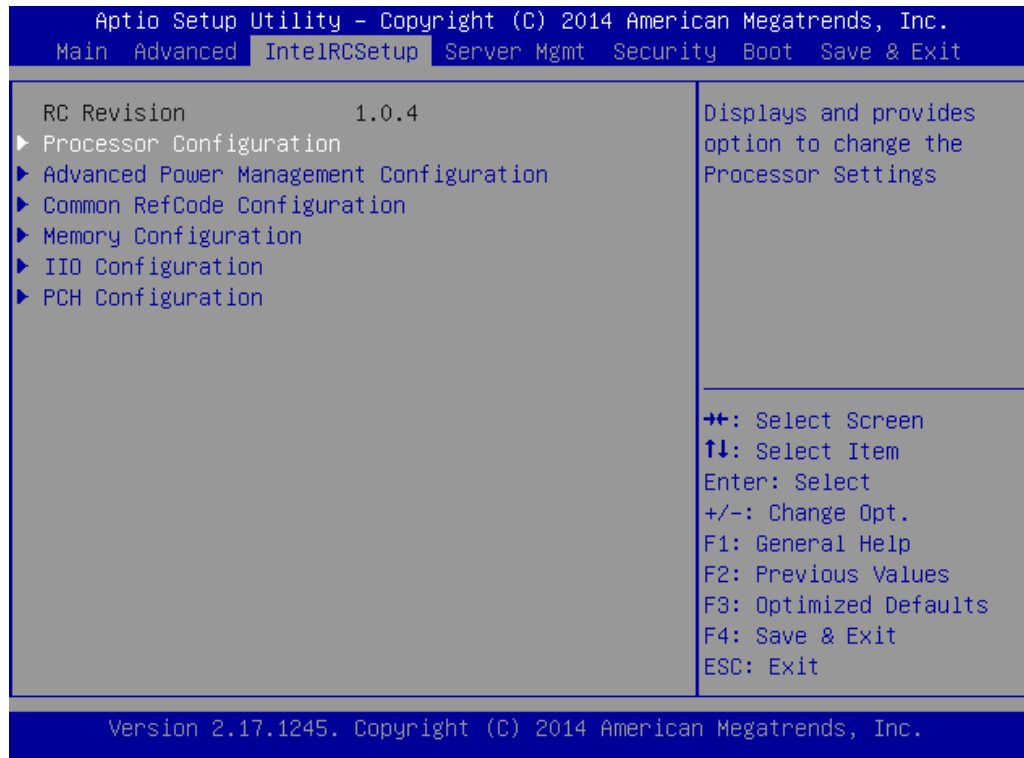 Aptio Setup Utility – Copyright (C) 2014 American Megatrends, Inc.
Main Advanced IntelRCSetup Server Mgmt Security Boot Save & Exit
RC Revision 1.0.4
Processor Configuration
Advanced Power Management Configuration
Common RefCode Configuration
Memory Configuration
IIO Configuration
PCH Configuration
Displays and provides
option to change the
Processor Settings
→←: Select Screen
↑↓: Select Item
Enter: Select
+/-: Change Opt.
F1: General Help
F2: Previous Values
F3: Optimized Defaults
F4: Save & Exit
ESC: Exit
Version 2.17.1245. Copyright (C) 2014 American Megatrends, Inc.